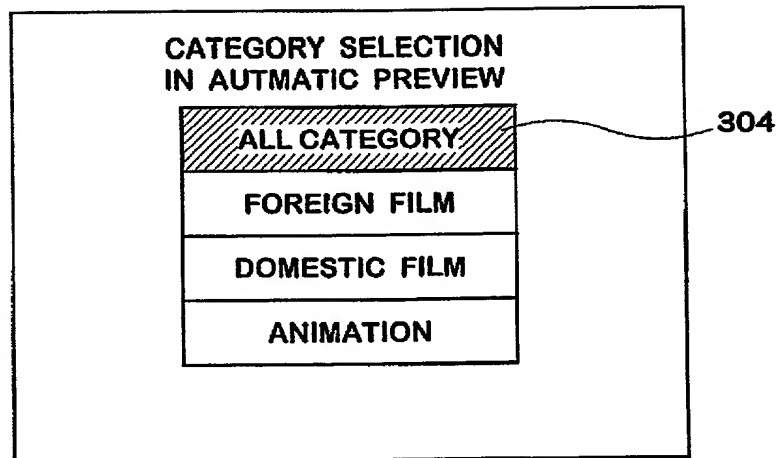 CATEGORY SELECTION
IN AUTMATIC PREVIEW
ALL CATEGORY
304
FOREIGN FILM
DOMESTIC FILM
ANIMATION